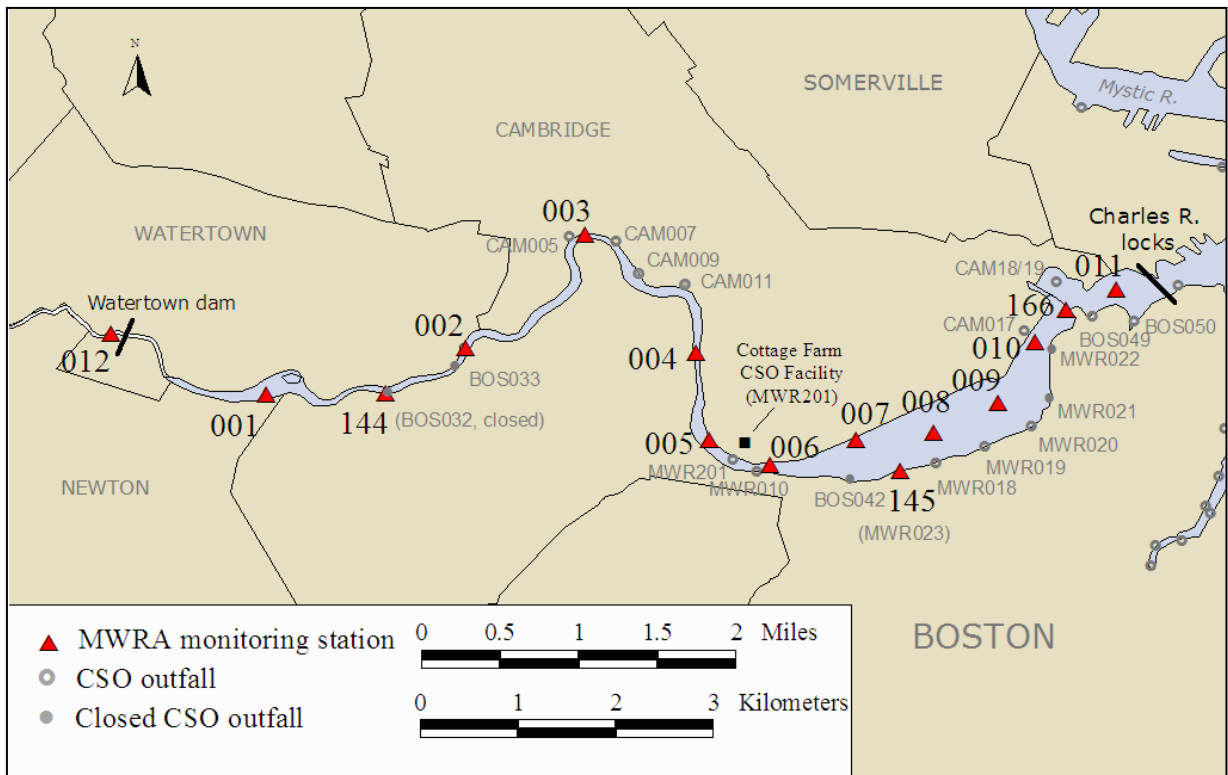 N
SOMERVILLE
Mystic R.
CAMBRIDGE
003
CAM005
CAM007
WATERTOWN
Charles R.
locks
CAM009
CAM18/19
011
CAM011
Watertown dam
166
002
CAM017
BOS050
BOS049
012
004
010
MWR022
Cottage Farm
CSO Facility
(MWR201)
BOS033
009
001
144
(BOS032, closed)
008
007
MWR021
005
006
MWR020
MWR201
MWR019
MWR010
NEWTON
BOS042
MWR018
145
(MWR023)
BOSTON
MWRA monitoring station
CSO outfall
Closed CSO outfall
0 0.5 1 1.5 2 Miles
0 1 2 3 Kilometers